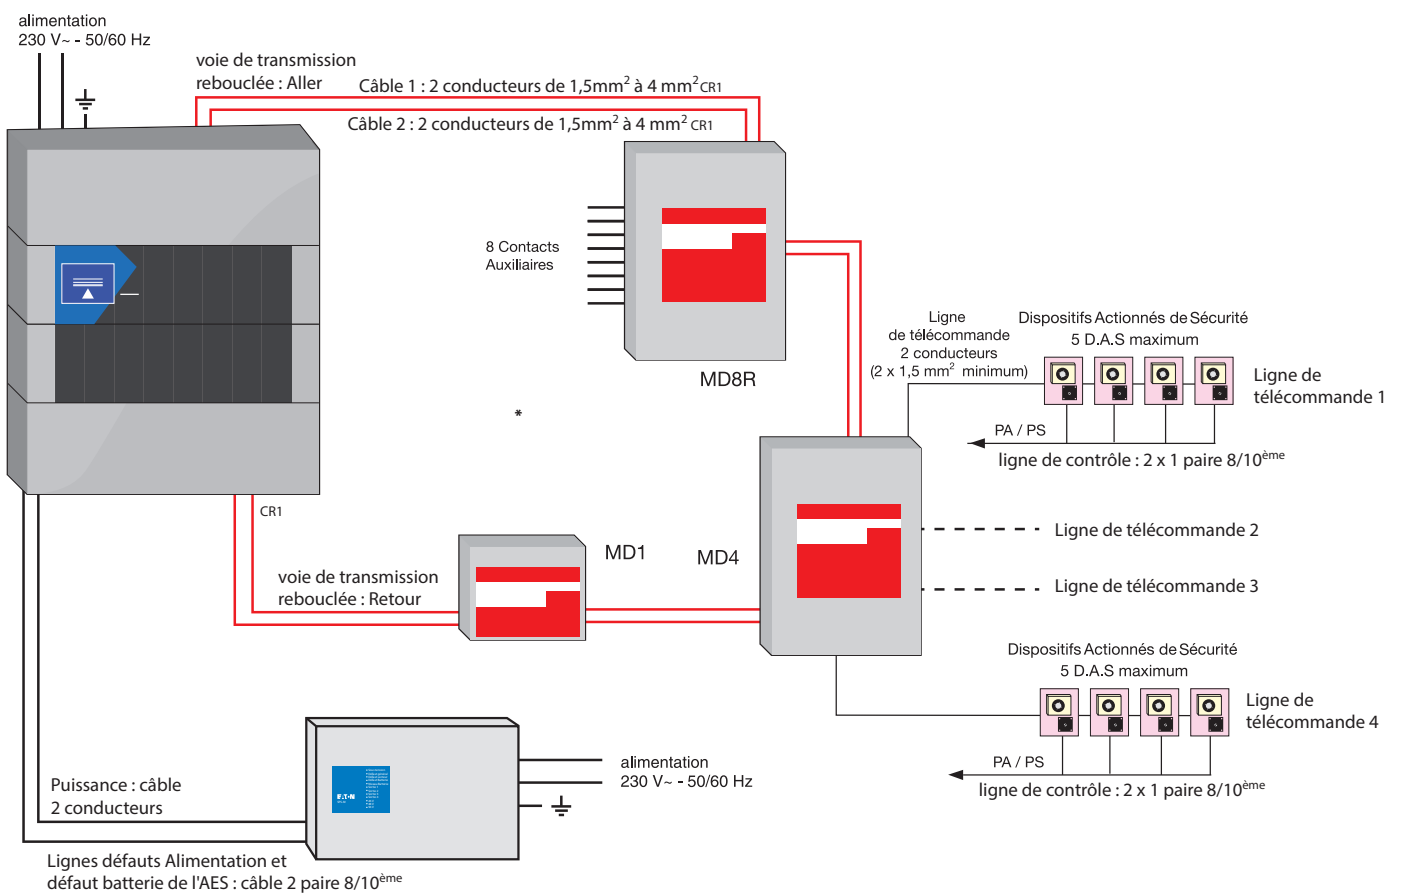 alimentation
230 V~ - 50/60 Hz
voie de transmission
rebouclée : Aller
Câble 1 : 2 conducteurs de 1,5mm² à 4 mm² CR1
Câble 2 : 2 conducteurs de 1,5mm² à 4 mm² CR1
8 Contacts
Auxiliaires
MD8R
Ligne
de télécommande
2 conducteurs
(2 x 1,5 mm² minimum)
Dispositifs Actionnés de Sécurité
5 D.A.S maximum
Ligne de
télécommande 1
PA / PS
ligne de contrôle : 2 x 1 paire 8/10ème
*
CR1
voie de transmission
rebouclée : Retour
MD1
MD4
Ligne de télécommande 2
Ligne de télécommande 3
Dispositifs Actionnés de Sécurité
5 D.A.S maximum
Ligne de
télécommande 4
PA / PS
ligne de contrôle : 2 x 1 paire 8/10ème
Puissance : câble
2 conducteurs
EATON
alimentation
230 V~ - 50/60 Hz
Lignes défauts Alimentation et
défaut batterie de l'AES : câble 2 paire 8/10ème